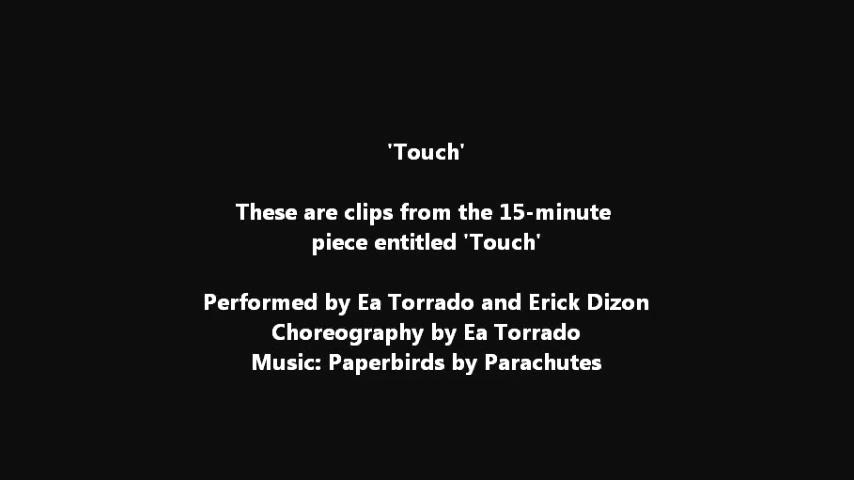 'Touch'
These are clips from the 15-minute
piece entitled 'Touch'
Performed by Ea Torrado and Erick Dizon
Choreography by Ea Torrado
Music: Paperbirds by Parachutes